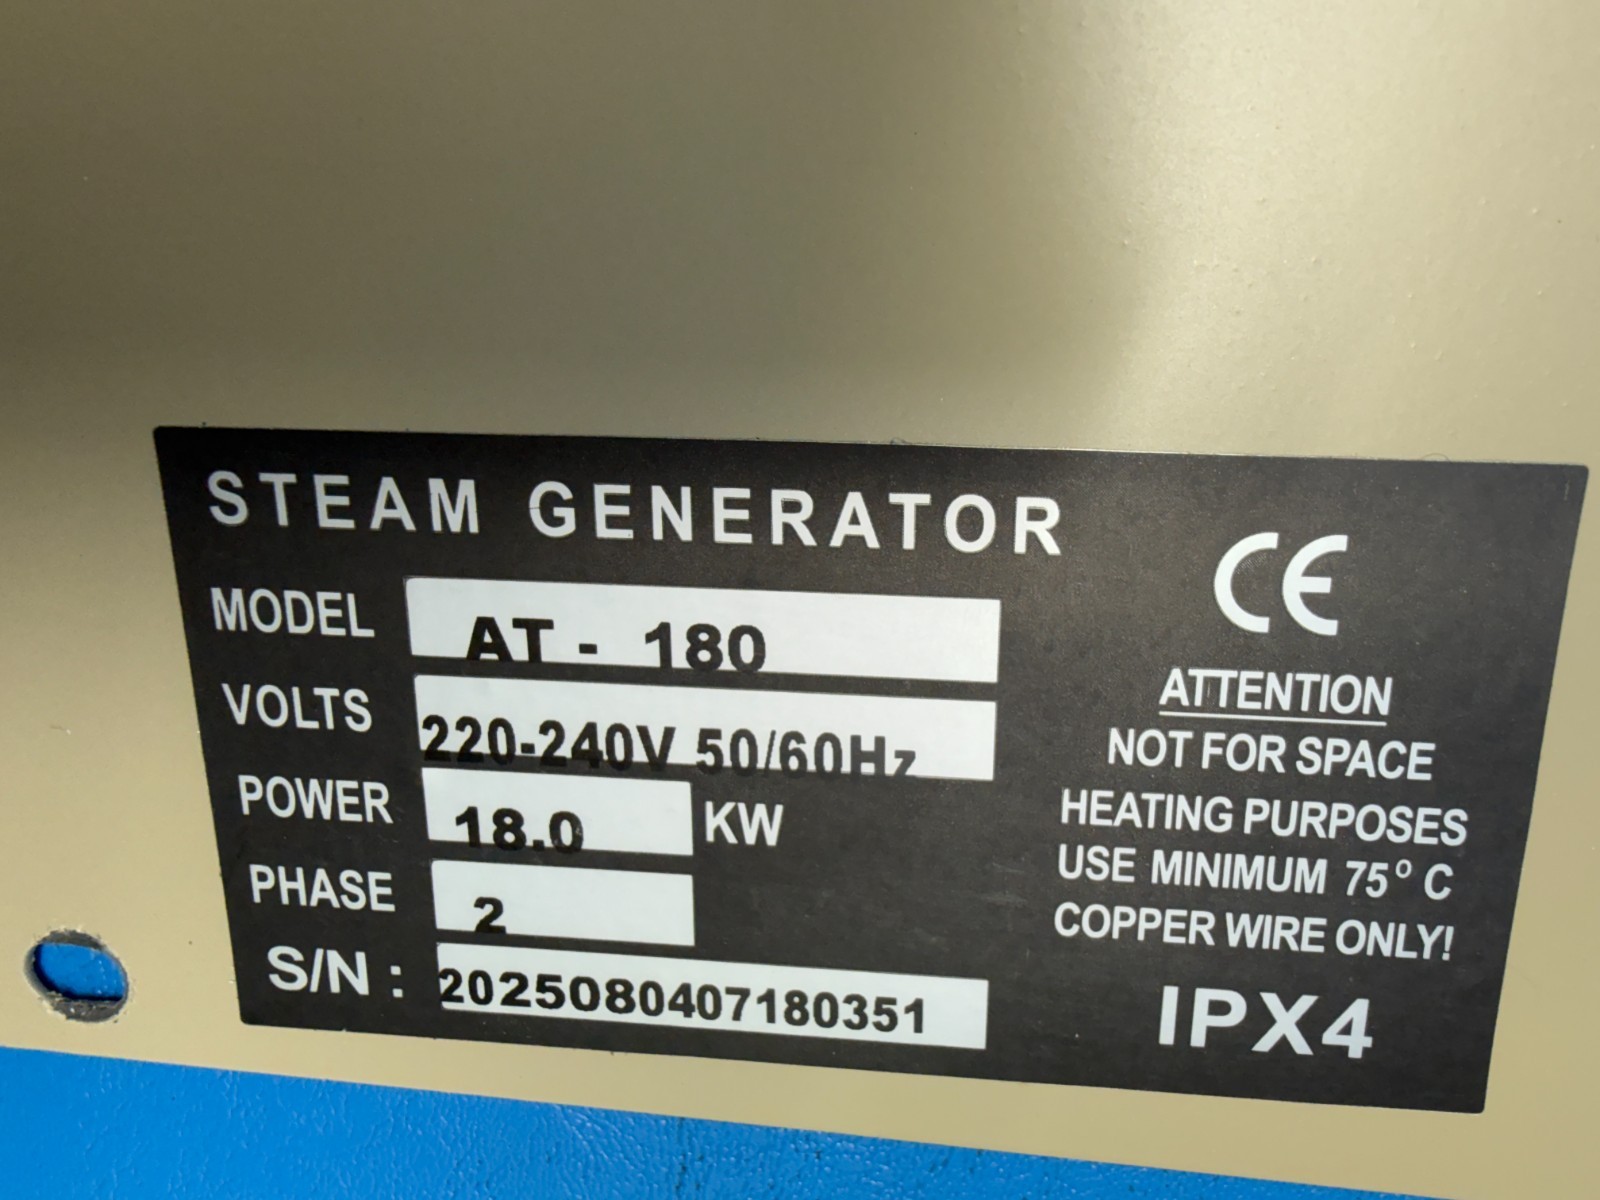 STEAM GENERATOR
CE
MODEL AT - 180
VOLTS 220-240V 50/60Hz
POWER 18.0 KW
PHASE 2
S/N : 2025080407180351
ATTENTION
NOT FOR SPACE
HEATING PURPOSES
USE MINIMUM 75° C
COPPER WIRE ONLY!
IPX4